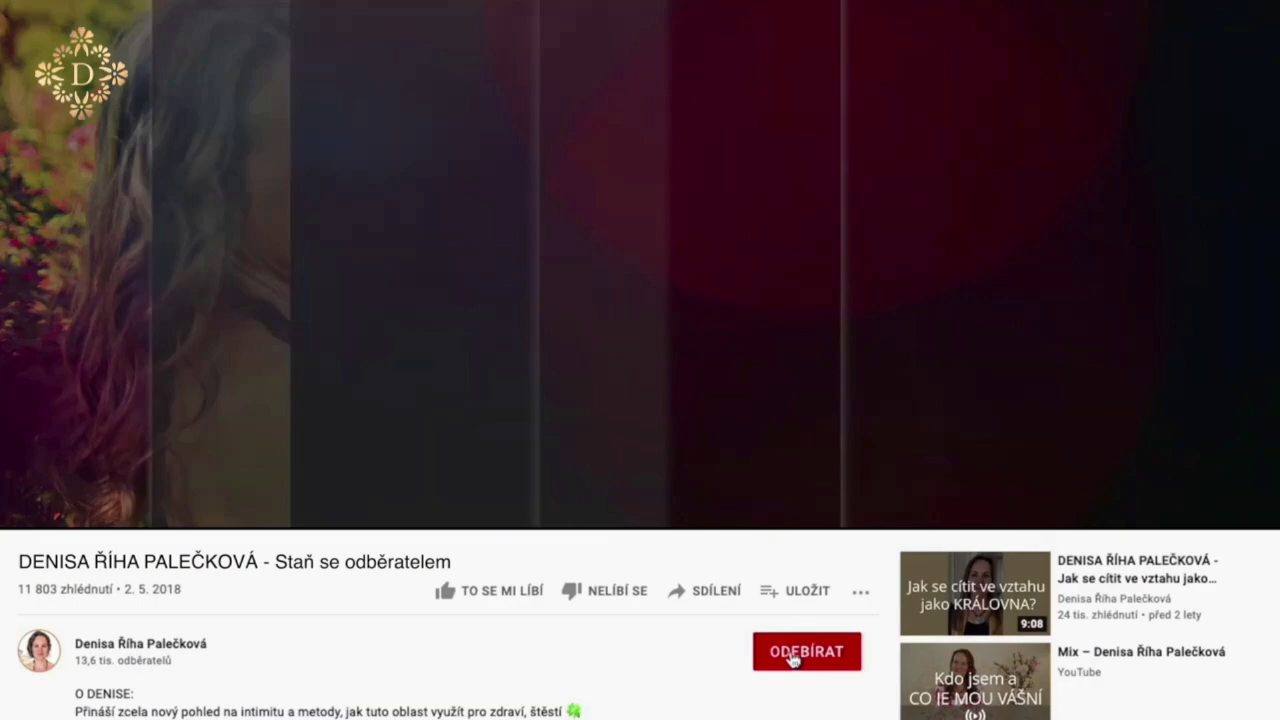 D
DENISA ŘÍHA PALEČKOVÁ - Staň se odběratelem
11 803 zhlédnutí • 2. 5. 2018
TO SE MI LÍBÍ
NELÍBÍ SE
SDÍLENÍ
ULOŽIT
Denisa Říha Palečková
13,6 tis. odběratelů
ODEBÍRAT
O DENISE:
Přináší zcela nový pohled na intimitu a metody, jak tuto oblast využít pro zdraví, štěstí
Jak se cítit ve vztahu
jako KRÁLOVNA?
9:08
DENISA ŘÍHA PALEČKOVÁ -
Jak se cítit ve vztahu jako...
Denisa Říha Palečková
24 tis. zhlédnutí • před 2 lety
Kdo jsem a
CO JE MOU VÁŠNÍ
Mix – Denisa Říha Palečková
YouTube